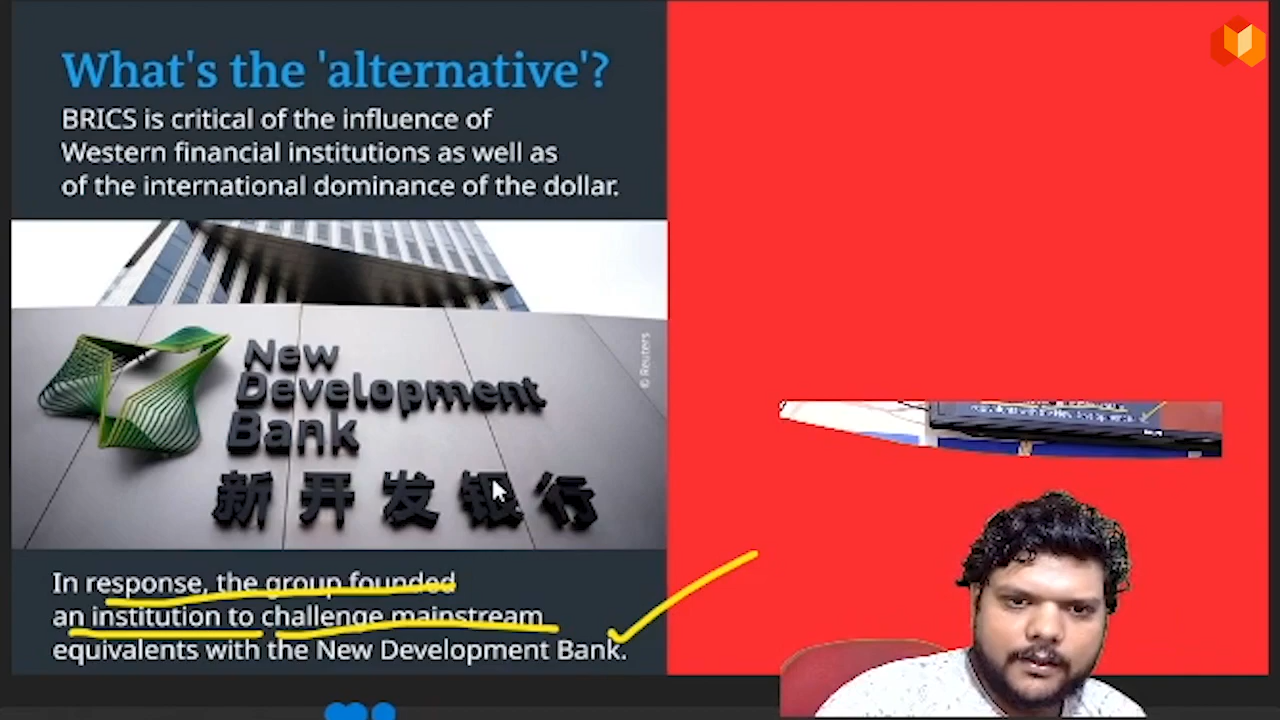 What's the 'alternative'?
BRICS is critical of the influence of
Western financial institutions as well as
of the international dominance of the dollar.
New
Development
Bank
新开发银行
© Reuters
In response, the group founded
an institution to challenge mainstream
equivalents with the New Development Bank.